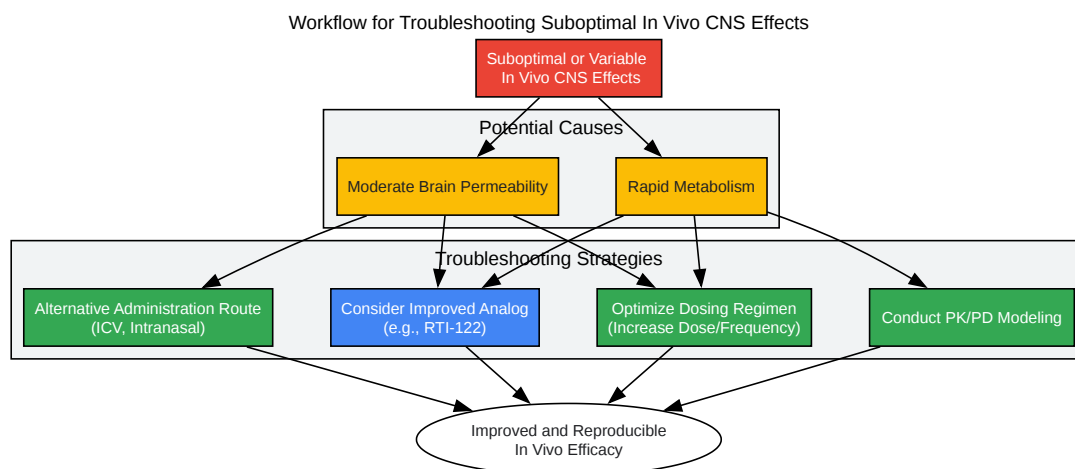 Workflow for Troubleshooting Suboptimal In Vivo CNS Effects
Suboptimal or Variable
In Vivo CNS Effects
Potential Causes
Moderate Brain Permeability
Rapid Metabolism
Troubleshooting Strategies
Alternative Administration Route
(ICV, Intranasal)
Consider Improved Analog
(e.g., RTI-122)
Optimize Dosing Regimen
(Increase Dose/Frequency)
Conduct PK/PD Modeling
Improved and Reproducible
In Vivo Efficacy